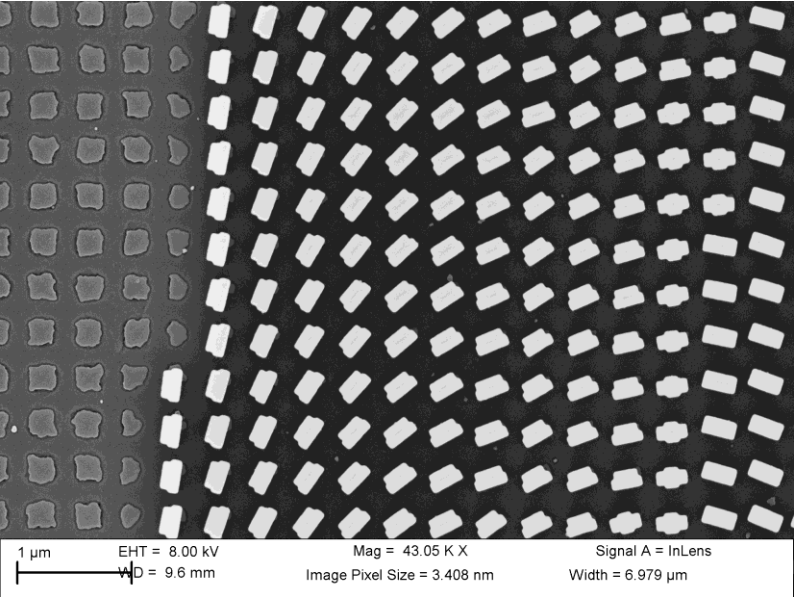 1 µm EHT = 8.00 kV Mag = 43.05 K X Signal A = InLens
WD = 9.6 mm Image Pixel Size = 3.408 nm Width = 6.979 µm